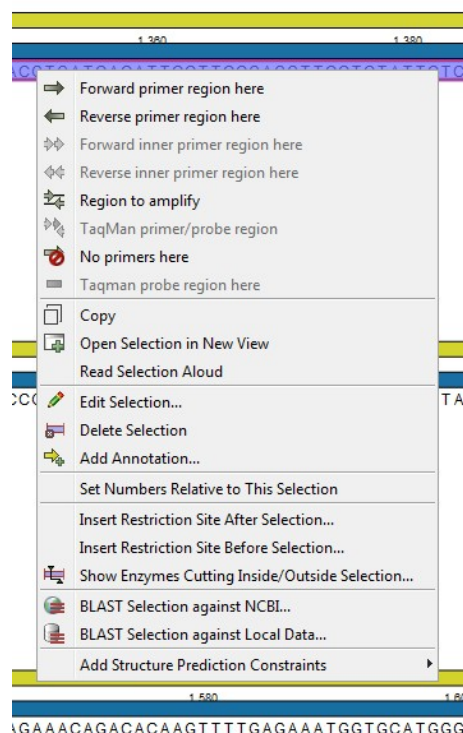 1.360 1.380
Forward primer region here
Reverse primer region here
Forward inner primer region here
Reverse inner primer region here
Region to amplify
TaqMan primer/probe region
No primers here
Taqman probe region here
Copy
Open Selection in New View
Read Selection Aloud
CCC
Edit Selection...
TA
Delete Selection
Add Annotation...
Set Numbers Relative to This Selection
Insert Restriction Site After Selection...
Insert Restriction Site Before Selection...
Show Enzymes Cutting Inside/Outside Selection...
BLAST Selection against NCBI...
BLAST Selection against Local Data...
Add Structure Prediction Constraints
1.580
AGAAACAGACACAAGTTTTGAGAAATGGTGCATGGG